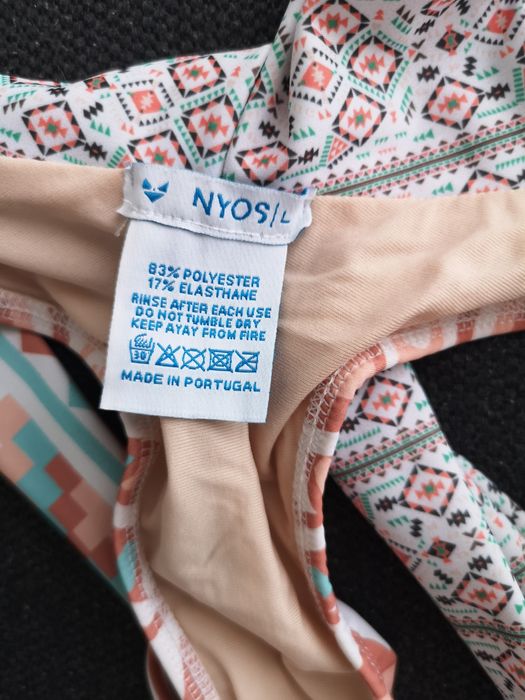 NYOS/L
83% POLYESTER
17% ELASTHANE
RINSE AFTER EACH USE
DO NOT TUMBLE DRY
KEEP AYAY FROM FIRE
30
MADE IN PORTUGAL